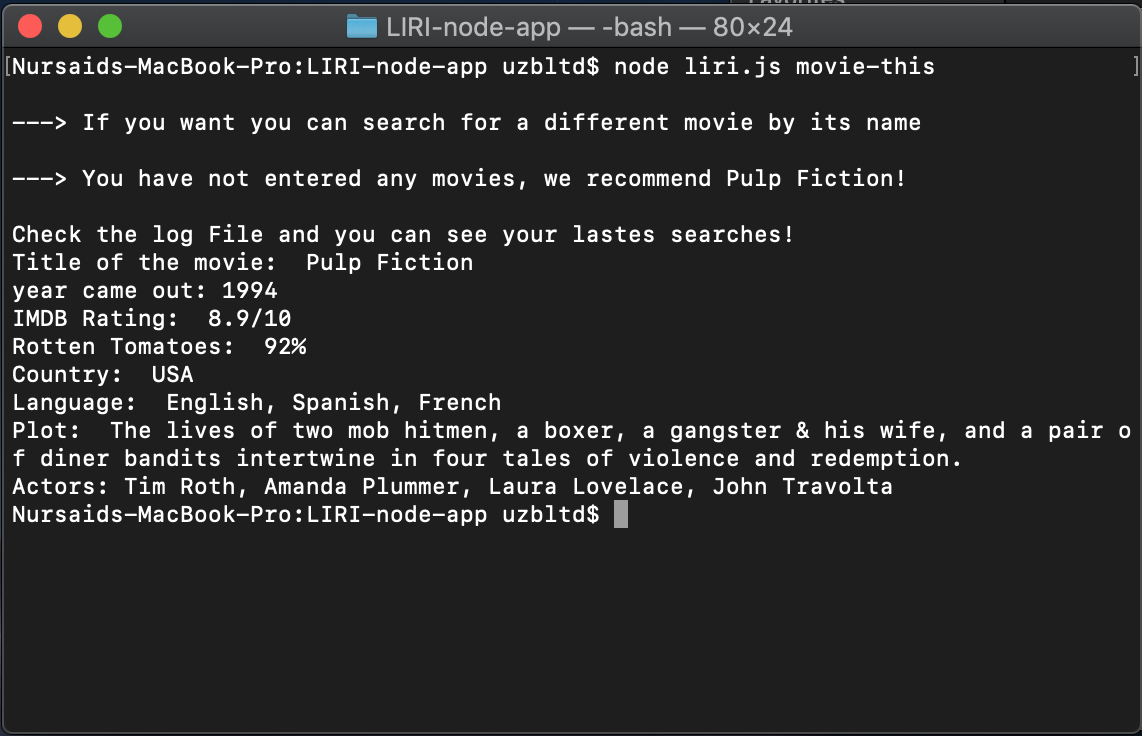 LIRI-node-app — -bash — 80×24
[Nursaids-MacBook-Pro:LIRI-node-app uzbltd$ node liri.js movie-this ]
---> If you want you can search for a different movie by its name
---> You have not entered any movies, we recommend Pulp Fiction!
Check the log File and you can see your lastes searches!
Title of the movie:  Pulp Fiction
year came out: 1994
IMDB Rating:  8.9/10
Rotten Tomatoes:  92%
Country:  USA
Language:  English, Spanish, French
Plot:  The lives of two mob hitmen, a boxer, a gangster & his wife, and a pair o
f diner bandits intertwine in four tales of violence and redemption.
Actors: Tim Roth, Amanda Plummer, Laura Lovelace, John Travolta
Nursaids-MacBook-Pro:LIRI-node-app uzbltd$